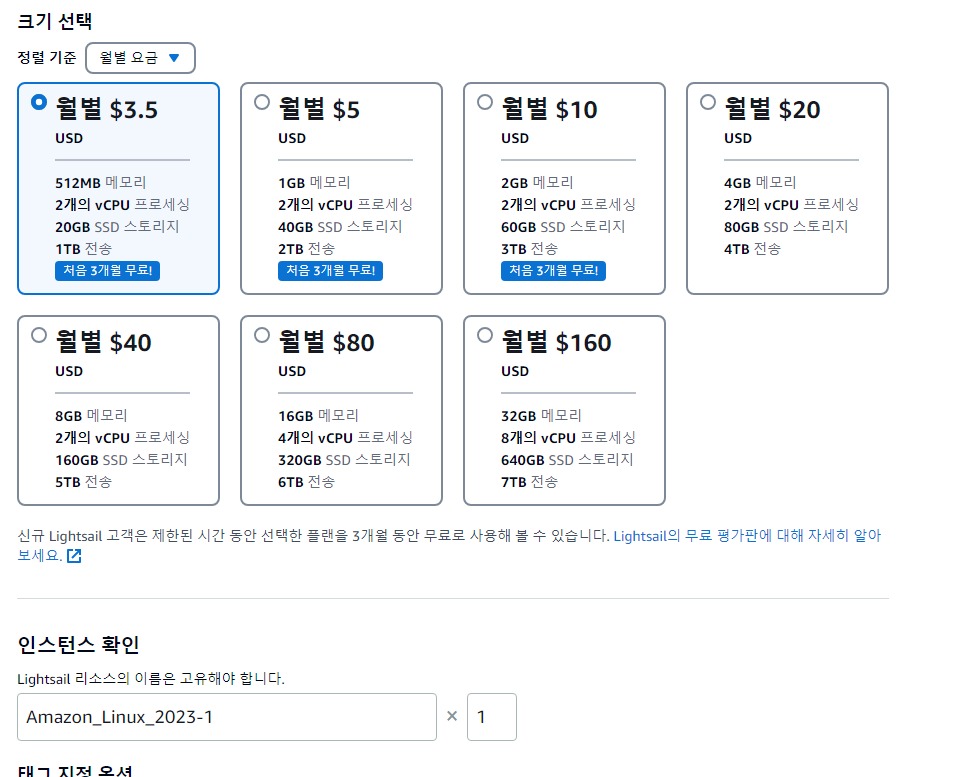 크기 선택
정렬 기준 월별 요금
월별 $3.5
USD
512MB 메모리
2개의 vCPU 프로세싱
20GB SSD 스토리지
1TB 전송
처음 3개월 무료!
월별 $5
USD
1GB 메모리
2개의 vCPU 프로세싱
40GB SSD 스토리지
2TB 전송
처음 3개월 무료!
월별 $10
USD
2GB 메모리
2개의 vCPU 프로세싱
60GB SSD 스토리지
3TB 전송
처음 3개월 무료!
월별 $20
USD
4GB 메모리
2개의 vCPU 프로세싱
80GB SSD 스토리지
4TB 전송
월별 $40
USD
8GB 메모리
2개의 vCPU 프로세싱
160GB SSD 스토리지
5TB 전송
월별 $80
USD
16GB 메모리
4개의 vCPU 프로세싱
320GB SSD 스토리지
6TB 전송
월별 $160
USD
32GB 메모리
8개의 vCPU 프로세싱
640GB SSD 스토리지
7TB 전송
신규 Lightsail 고객은 제한된 시간 동안 선택한 플랜을 3개월 동안 무료로 사용해 볼 수 있습니다. Lightsail의 무료 평가판에 대해 자세히 알아
보세요.
인스턴스 확인
Lightsail 리소스의 이름은 고유해야 합니다.
Amazon_Linux_2023-1 × 1
태그 지정 옵션